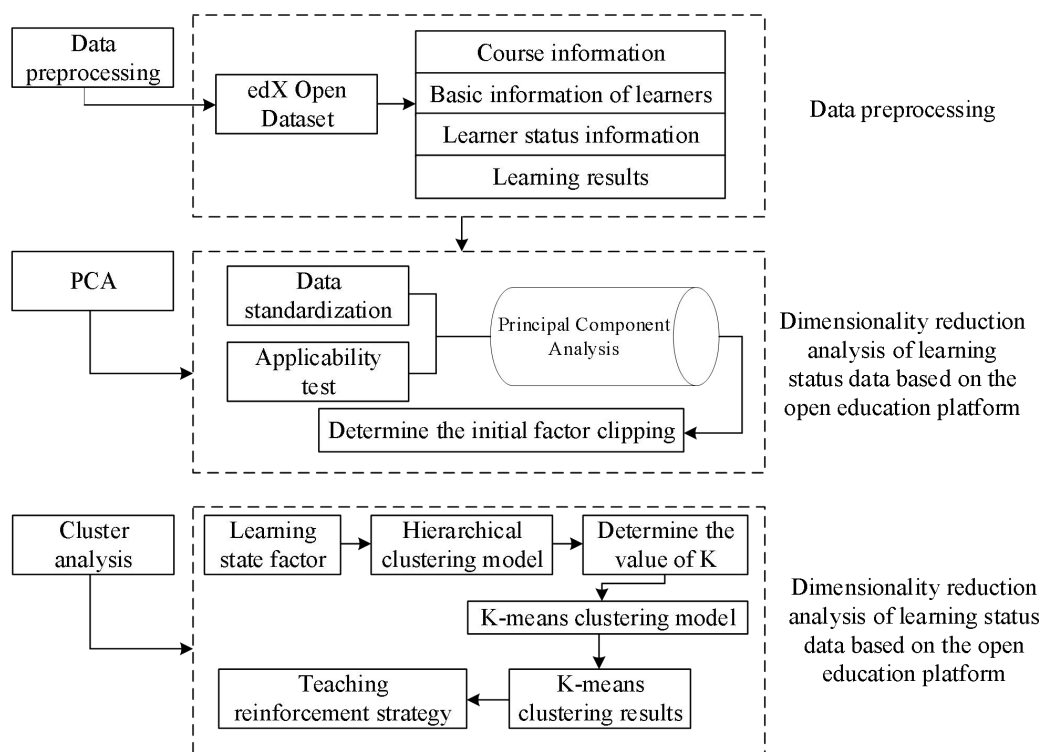 Data
preprocessing
edX Open
Dataset
Course information
Basic information of learners
Learner status information
Learning results
Data preprocessing
PCA
Data
standardization
Applicability
test
Principal Component
Analysis
Determine the initial factor clipping
Dimensionality reduction
analysis of learning
status data based on the
open education platform
Cluster
analysis
Learning
state factor
Hierarchical
clustering model
Determine the
value of K
K-means clustering model
K-means
clustering results
Teaching
reinforcement strategy
Dimensionality reduction
analysis of learning status
data based on the open
education platform